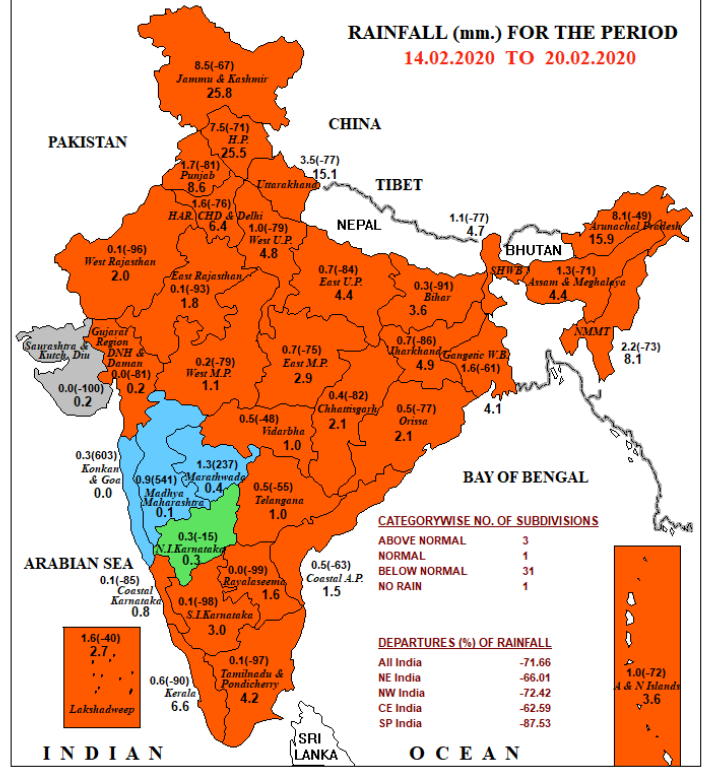 RAINFALL (mm.) FOR THE PERIOD
14.02.2020 TO 20.02.2020
8.5(-67)
Jammu & Kashmir
25.8
CHINA
PAKISTAN
7.5(-71)
H.P.
25.5
3.5(-77)
15.1
TIBET
1.7(-81)
Punjab
8.6
Uttarakhand
1.6(-76)
HAR. CHD & Delhi
6.4
NEPAL
1.1(-77)
4.7
BHUTAN
8.1(-49)
Arunachal Pradesh
15.9
1.0(-79)
West U.P.
4.8
0.1(-96)
West Rajasthan
2.0
East Rajasthan
0.1(-93)
1.8
0.7(-84)
East U.P.
4.4
0.3(-91)
Bihar
3.6
SHWB
1.3(-71)
Assam & Meghalaya
4.4
NMMT
2.2(-73)
8.1
Saurashtra &
Kutch, Diu
0.0(-100)
0.2
Gujarat
Region
DNH &
Daman
0.0(-81)
0.2
0.2(-79)
West M.P.
1.1
0.7(-75)
East M.P.
2.9
0.7(-86)
Jharkhand
4.9
Gangetic W.B.
1.6(-61)
4.1
0.4(-82)
Chhattisgarh
2.1
0.5(-77)
Orissa
2.1
0.5(-48)
Vidarbha
1.0
0.3(603)
Konkan
& Goa
0.0
0.9(541)
Madhya
Maharashtra
0.1
1.3(237)
Marathwada
0.4
0.5(-55)
Telangana
1.0
BAY OF BENGAL
0.3(-15)
N.I.Karnataka
0.3
ARABIAN SEA
0.1(-85)
Coastal
Karnataka
0.8
0.0(-99)
Rayalaseema
1.6
0.5(-63)
Coastal A.P.
1.5
0.1(-98)
S.I.Karnataka
3.0
0.1(-97)
Tamilnadu &
Pondicherry
4.2
0.6(-90)
Kerala
6.6
1.6(-40)
2.7
Lakshadweep
CATEGORYWISE NO. OF SUBDIVISIONS
ABOVE NORMAL 3
NORMAL 1
BELOW NORMAL 31
NO RAIN 1
DEPARTURES (%) OF RAINFALL
All India -71.66
NE India -66.01
NW India -72.42
CE India -62.59
SP India -87.53
1.0(-72)
A & N Islands
3.6
SRI
LANKA
INDIAN OCEAN